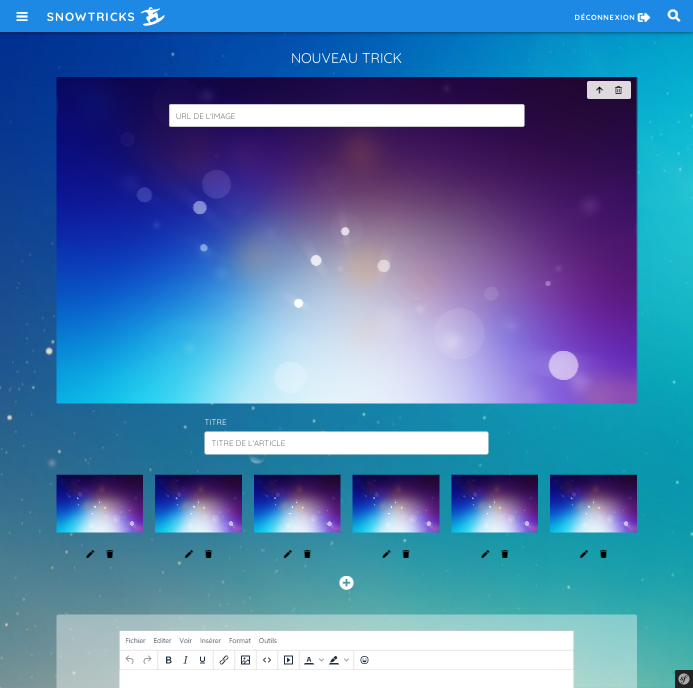 SNOWTRICKS
DÉCONNEXION
NOUVEAU TRICK
URL DE L'IMAGE
TITRE
TITRE DE L'ARTICLE
Fichier Editer Voir Insérer Format Outils
B I U
A